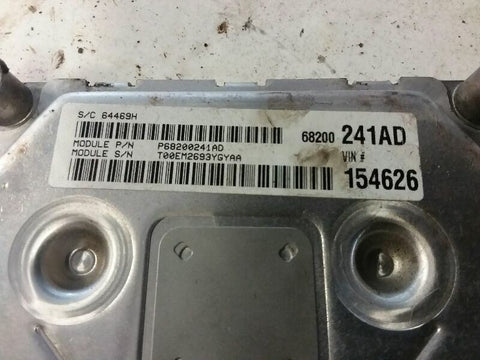 S/C 64469H
68200 241AD
MODULE P/N P68200241AD
MODULE S/N T00EM2693YGYAA
VIN #
154626